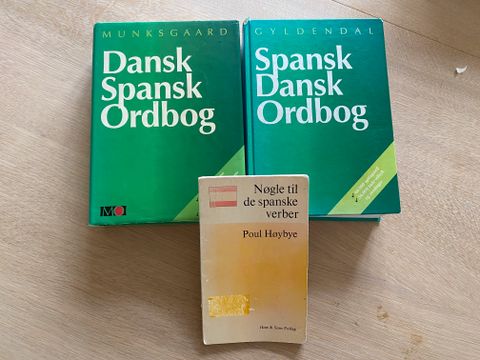 MUNKSGAARD
Dansk
Spansk
Ordbog
GYLDENDAL
Spansk
Dansk
Ordbog
Nøgle til
de spanske
verber
Poul Høybye